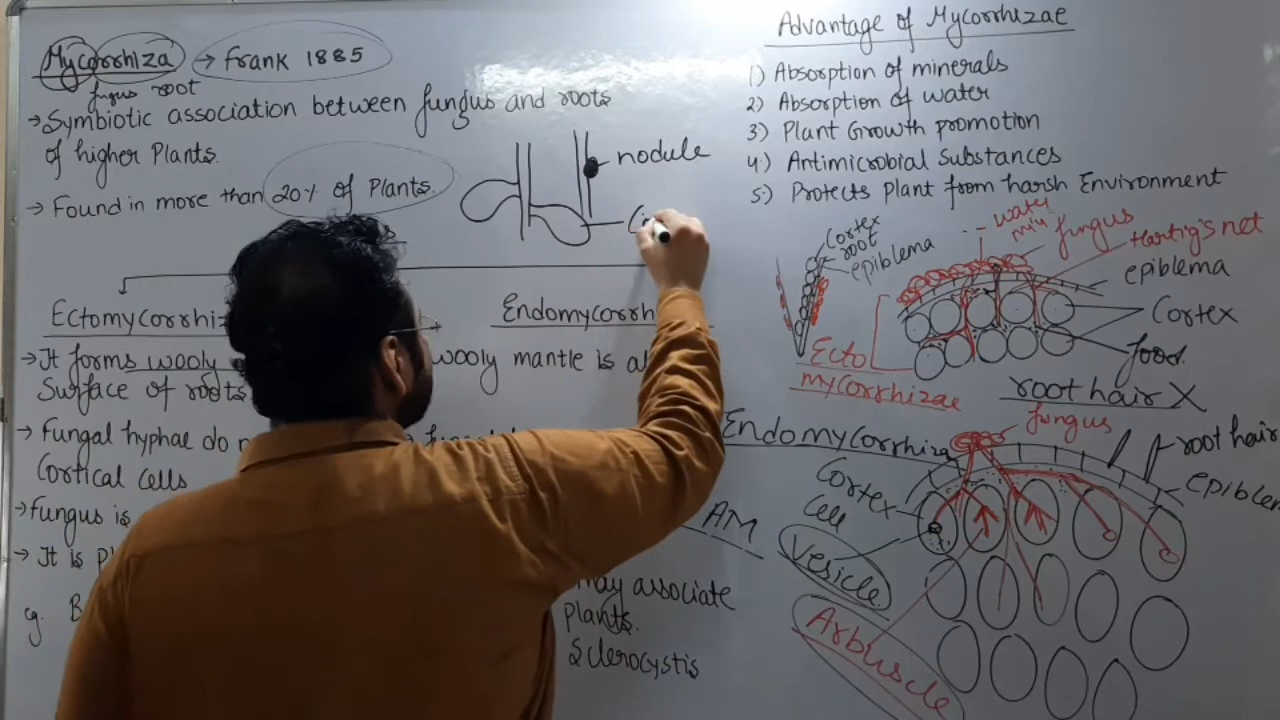 Mycorrhiza → Frank 1885
fungus root
→ Symbiotic association between fungus and roots
of higher Plants.
→ Found in more than 20% of Plants.
nodule
Ectomycorrhi
→ It forms wooly
Surface of roots
→ Fungal hyphae do
Cortical cells
→ Fungus is
→ It is
eg. B
Endomycorrh
wooly mantle is
AM
may associate
plants.
Sclerocystis
Advantage of Mycorrhizae
1) Absorption of minerals
2) Absorption of water
3) Plant Growth promotion
4) Antimicrobial Substances
5) Protects Plant from harsh Environment
Cortex
root
epiblema
water
min
fungus
Hartig's net
epiblema
Cortex
food.
Ecto
mycorrhizae
root hair X
Endomycorrhiza
fungus
root hair
epiblem
Cortex
Cell
Vesicle
Arbuscle